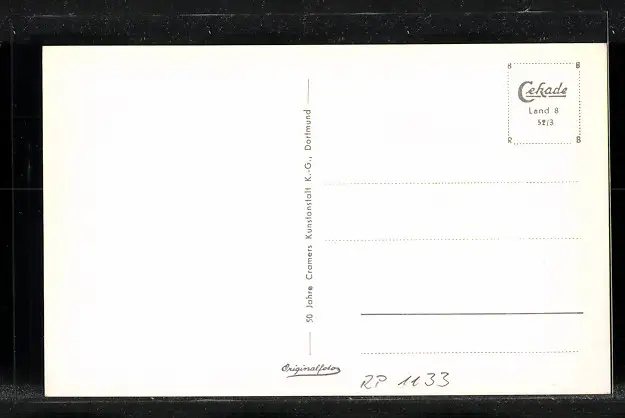 Cekade
Land 8
52/3
50 Jahre Cramers Kunstanstalt K.-G., Dortmund
Originalfoto
RP 1133